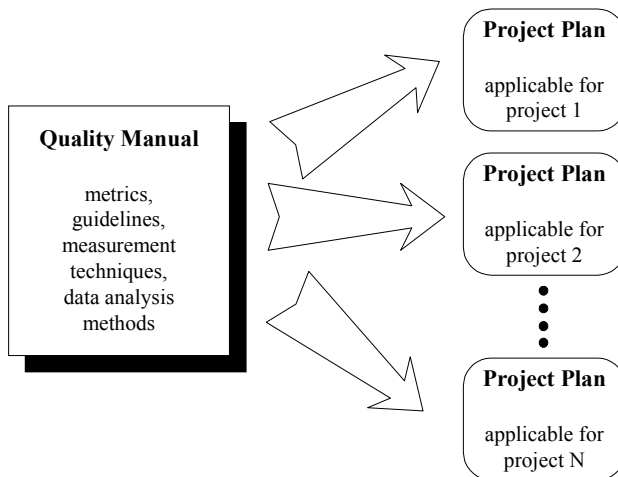 Quality Manual
metrics,
guidelines,
measurement
techniques,
data analysis
methods
Project Plan
applicable for
project 1
Project Plan
applicable for
project 2
Project Plan
applicable for
project N